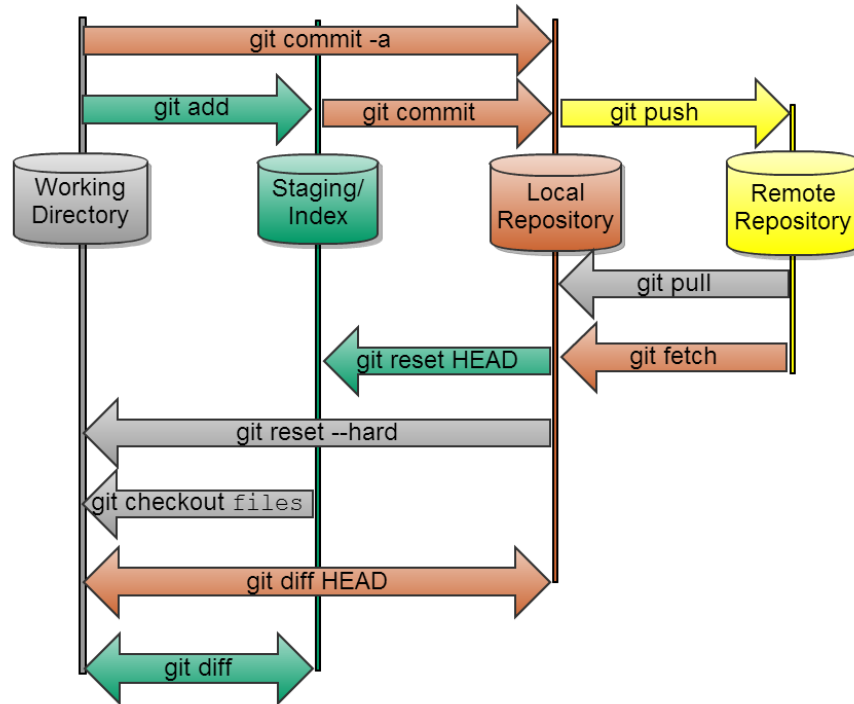 git commit -a
git add
git commit
git push
Working
Directory
Staging/
Index
Local
Repository
Remote
Repository
git pull
git reset HEAD
git fetch
git reset --hard
git checkout files
git diff HEAD
git diff